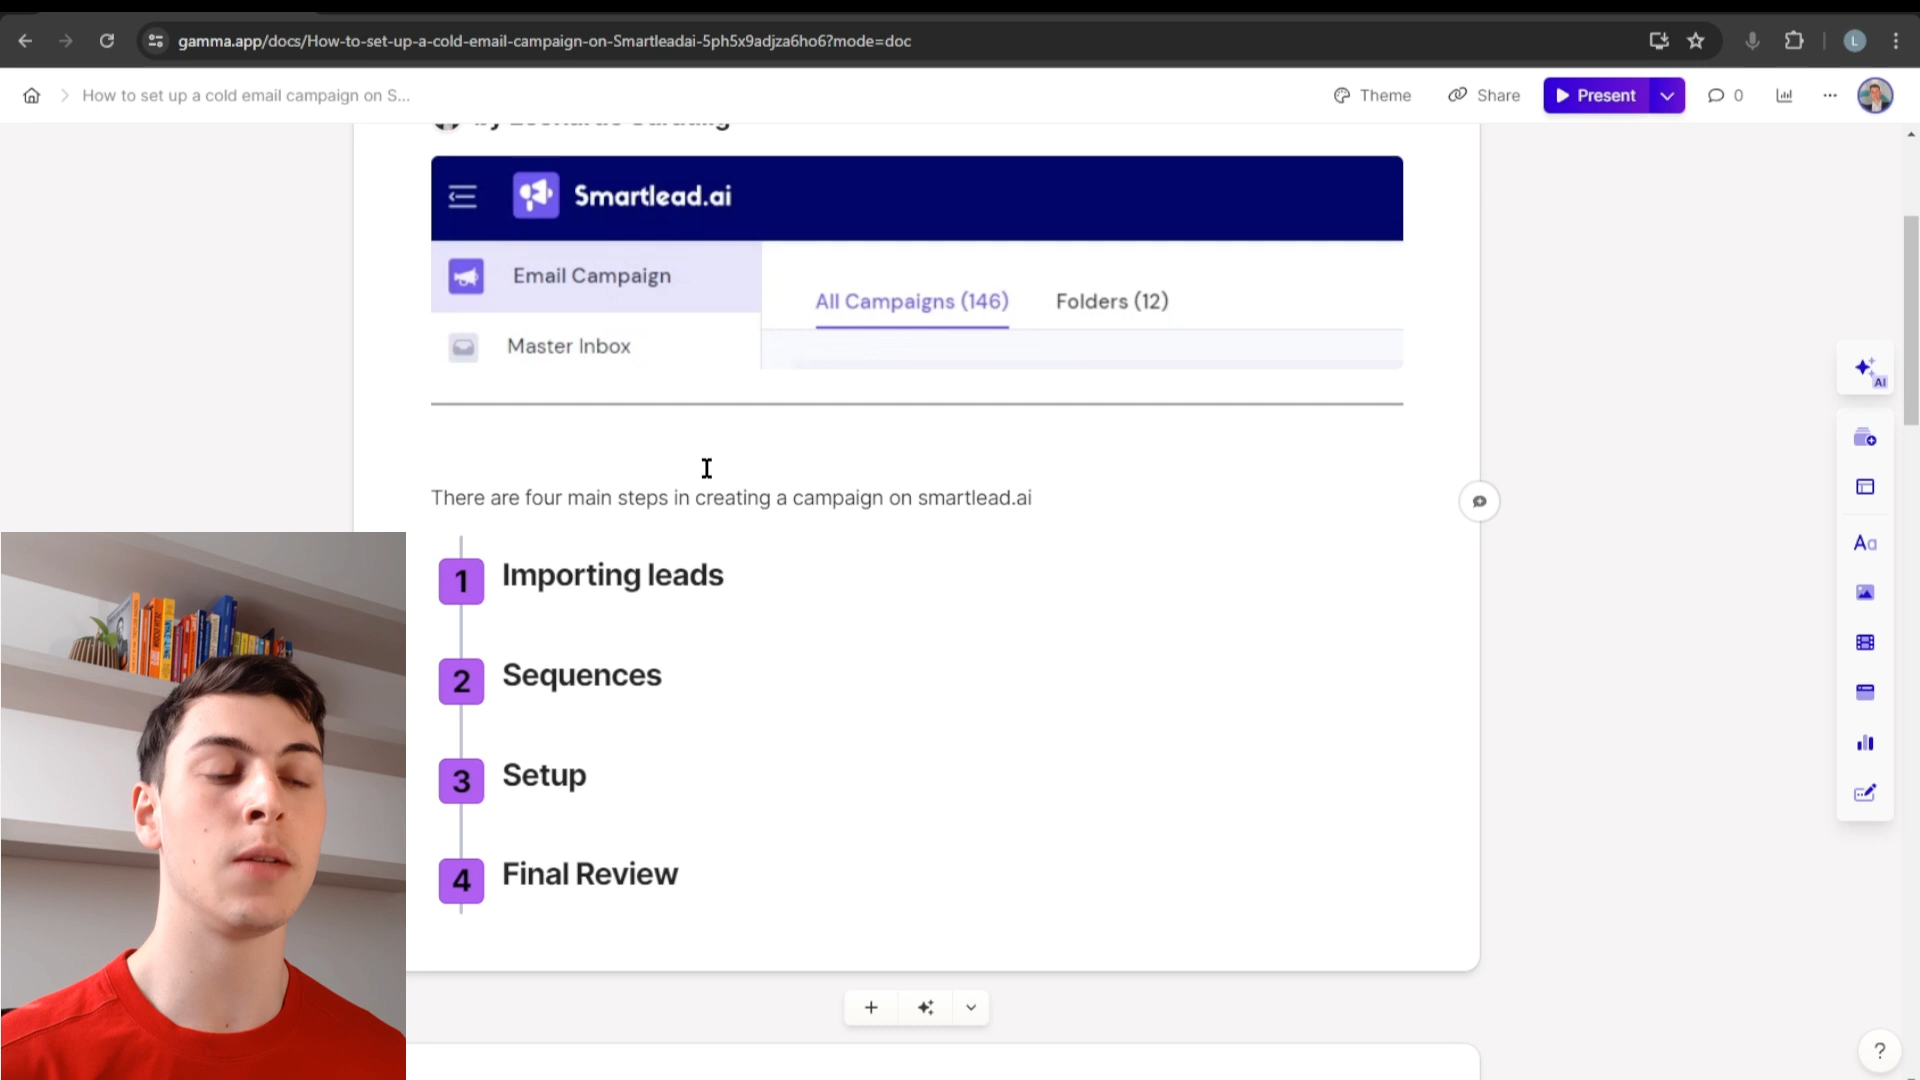 gamma.app/docs/How-to-set-up-a-cold-email-campaign-on-Smartleadai-5ph5x9adjza6ho6?mode=doc
L
How to set up a cold email campaign on S...
Theme
Share
Present
0
Smartlead.ai
Email Campaign
All Campaigns (146)
Folders (12)
Master Inbox
AI
There are four main steps in creating a campaign on smartlead.ai
Aa
1 Importing leads
2 Sequences
3 Setup
4 Final Review
+
?